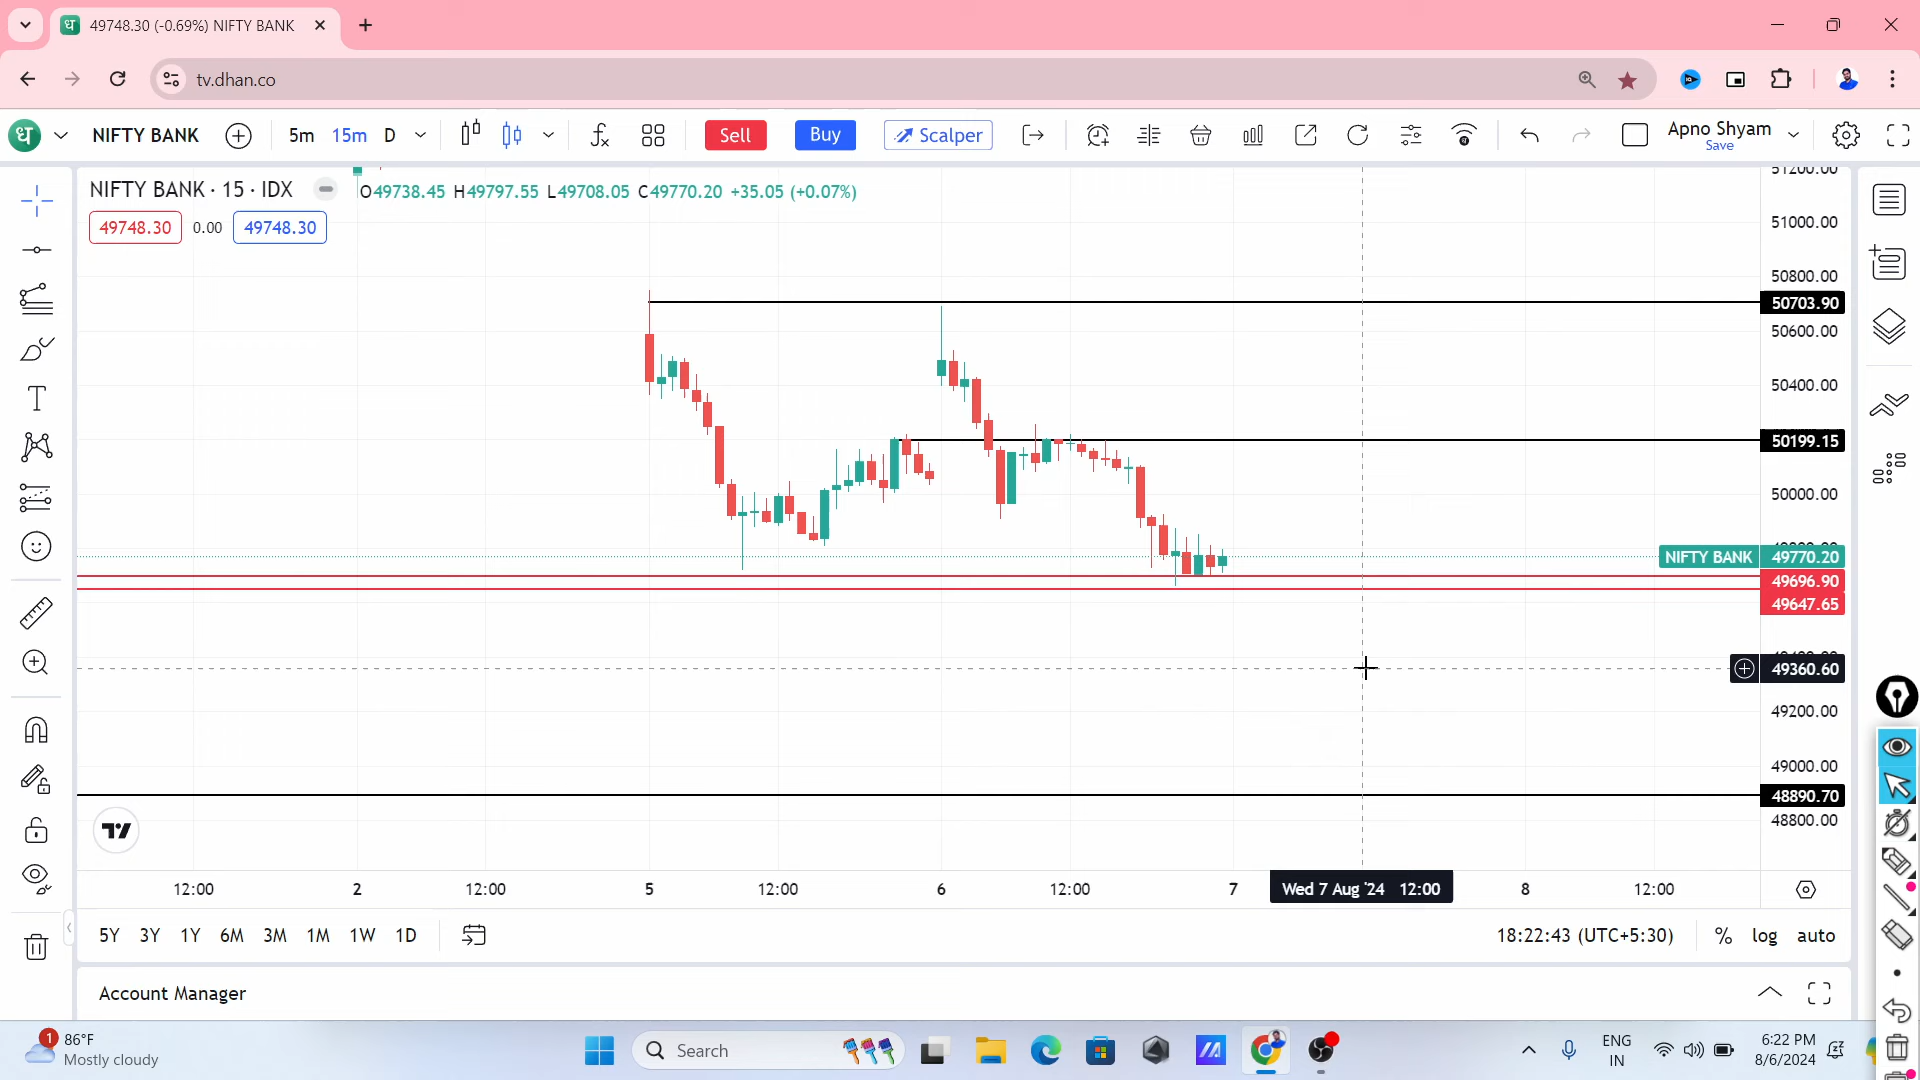 49748.30 (-0.69%) NIFTY BANK
tv.dhan.co
NIFTY BANK 5m 15m D Sell Buy Scalper Apno Shyam
Save
NIFTY BANK · 15 · IDX O49738.45 H49797.55 L49708.05 C49770.20 +35.05 (+0.07%)
49748.30 0.00 49748.30
51200.00
51000.00
50800.00
50703.90
50600.00
50400.00
50199.15
50000.00
NIFTY BANK 49770.20
49696.90
49647.65
49360.60
49200.00
49000.00
48890.70
48800.00
12:00 2 12:00 5 12:00 6 12:00 7 Wed 7 Aug '24 12:00 8 12:00
5Y 3Y 1Y 6M 3M 1M 1W 1D 18:22:43 (UTC+5:30) % log auto
Account Manager
1 86°F
Mostly cloudy
Search
ENG
IN
6:22 PM
8/6/2024